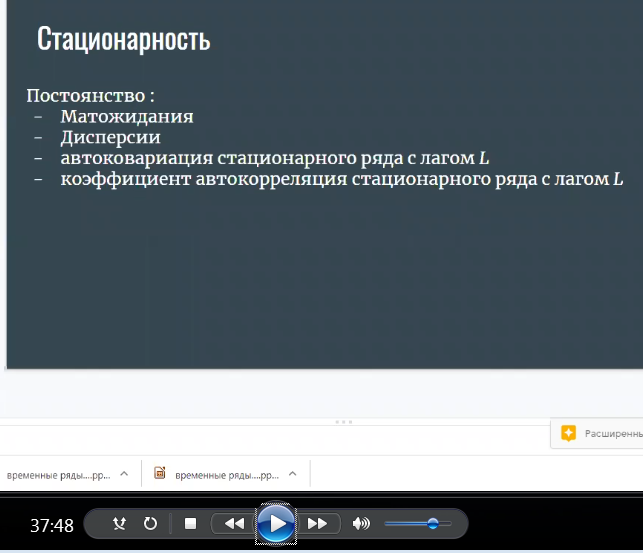 Стационарность
Постоянство :
- Матожидания
- Дисперсии
- автоковариация стационарного ряда с лагом L
- коэффициент автокорреляция стационарного ряда с лагом L
Расширенны
временные ряды....pp...
временные ряды....pp...
37:48